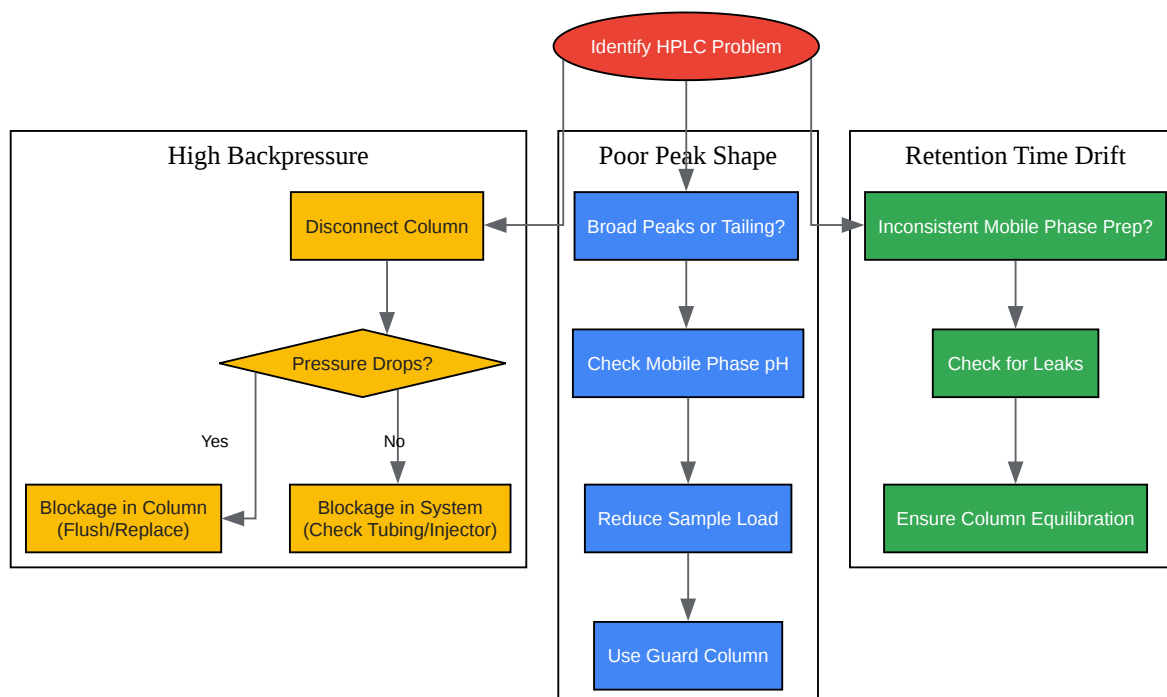 Identify HPLC Problem
High Backpressure
Disconnect Column
Pressure Drops?
Yes
No
Blockage in Column
(Flush/Replace)
Blockage in System
(Check Tubing/Injector)
Poor Peak Shape
Broad Peaks or Tailing?
Check Mobile Phase pH
Reduce Sample Load
Use Guard Column
Retention Time Drift
Inconsistent Mobile Phase Prep?
Check for Leaks
Ensure Column Equilibration